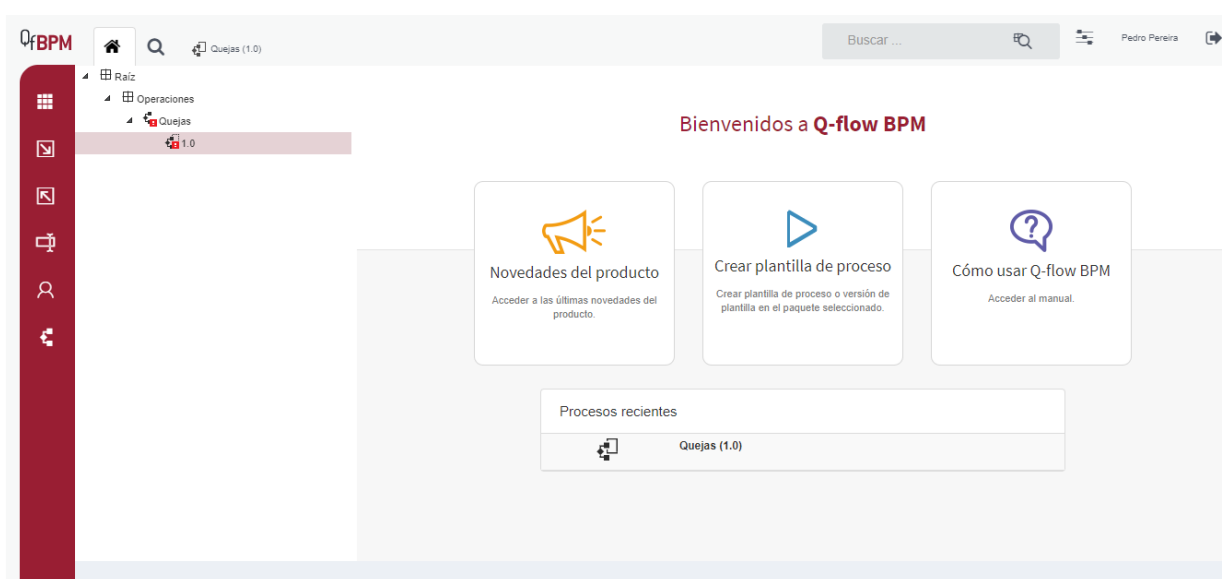 QfBPM
Quejas (1.0)
Buscar ...
Pedro Pereira
Raíz
Operaciones
Quejas
1.0
Bienvenidos a Q-flow BPM
Novedades del producto
Acceder a las últimas novedades del
producto.
Crear plantilla de proceso
Crear plantilla de proceso o versión de
plantilla en el paquete seleccionado.
Cómo usar Q-flow BPM
Acceder al manual.
Procesos recientes
Quejas (1.0)